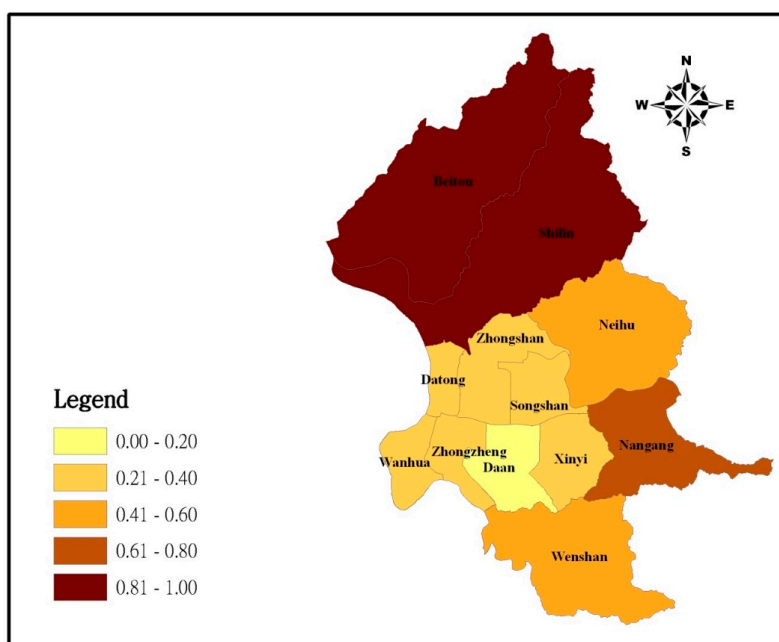 N
W E
S
Beitou
Shilin
Neihu
Zhongshan
Datong
Songshan
Nangang
Zhongzheng
Wanhua
Daan
Xinyi
Wenshan
Legend
0.00 - 0.20
0.21 - 0.40
0.41 - 0.60
0.61 - 0.80
0.81 - 1.00